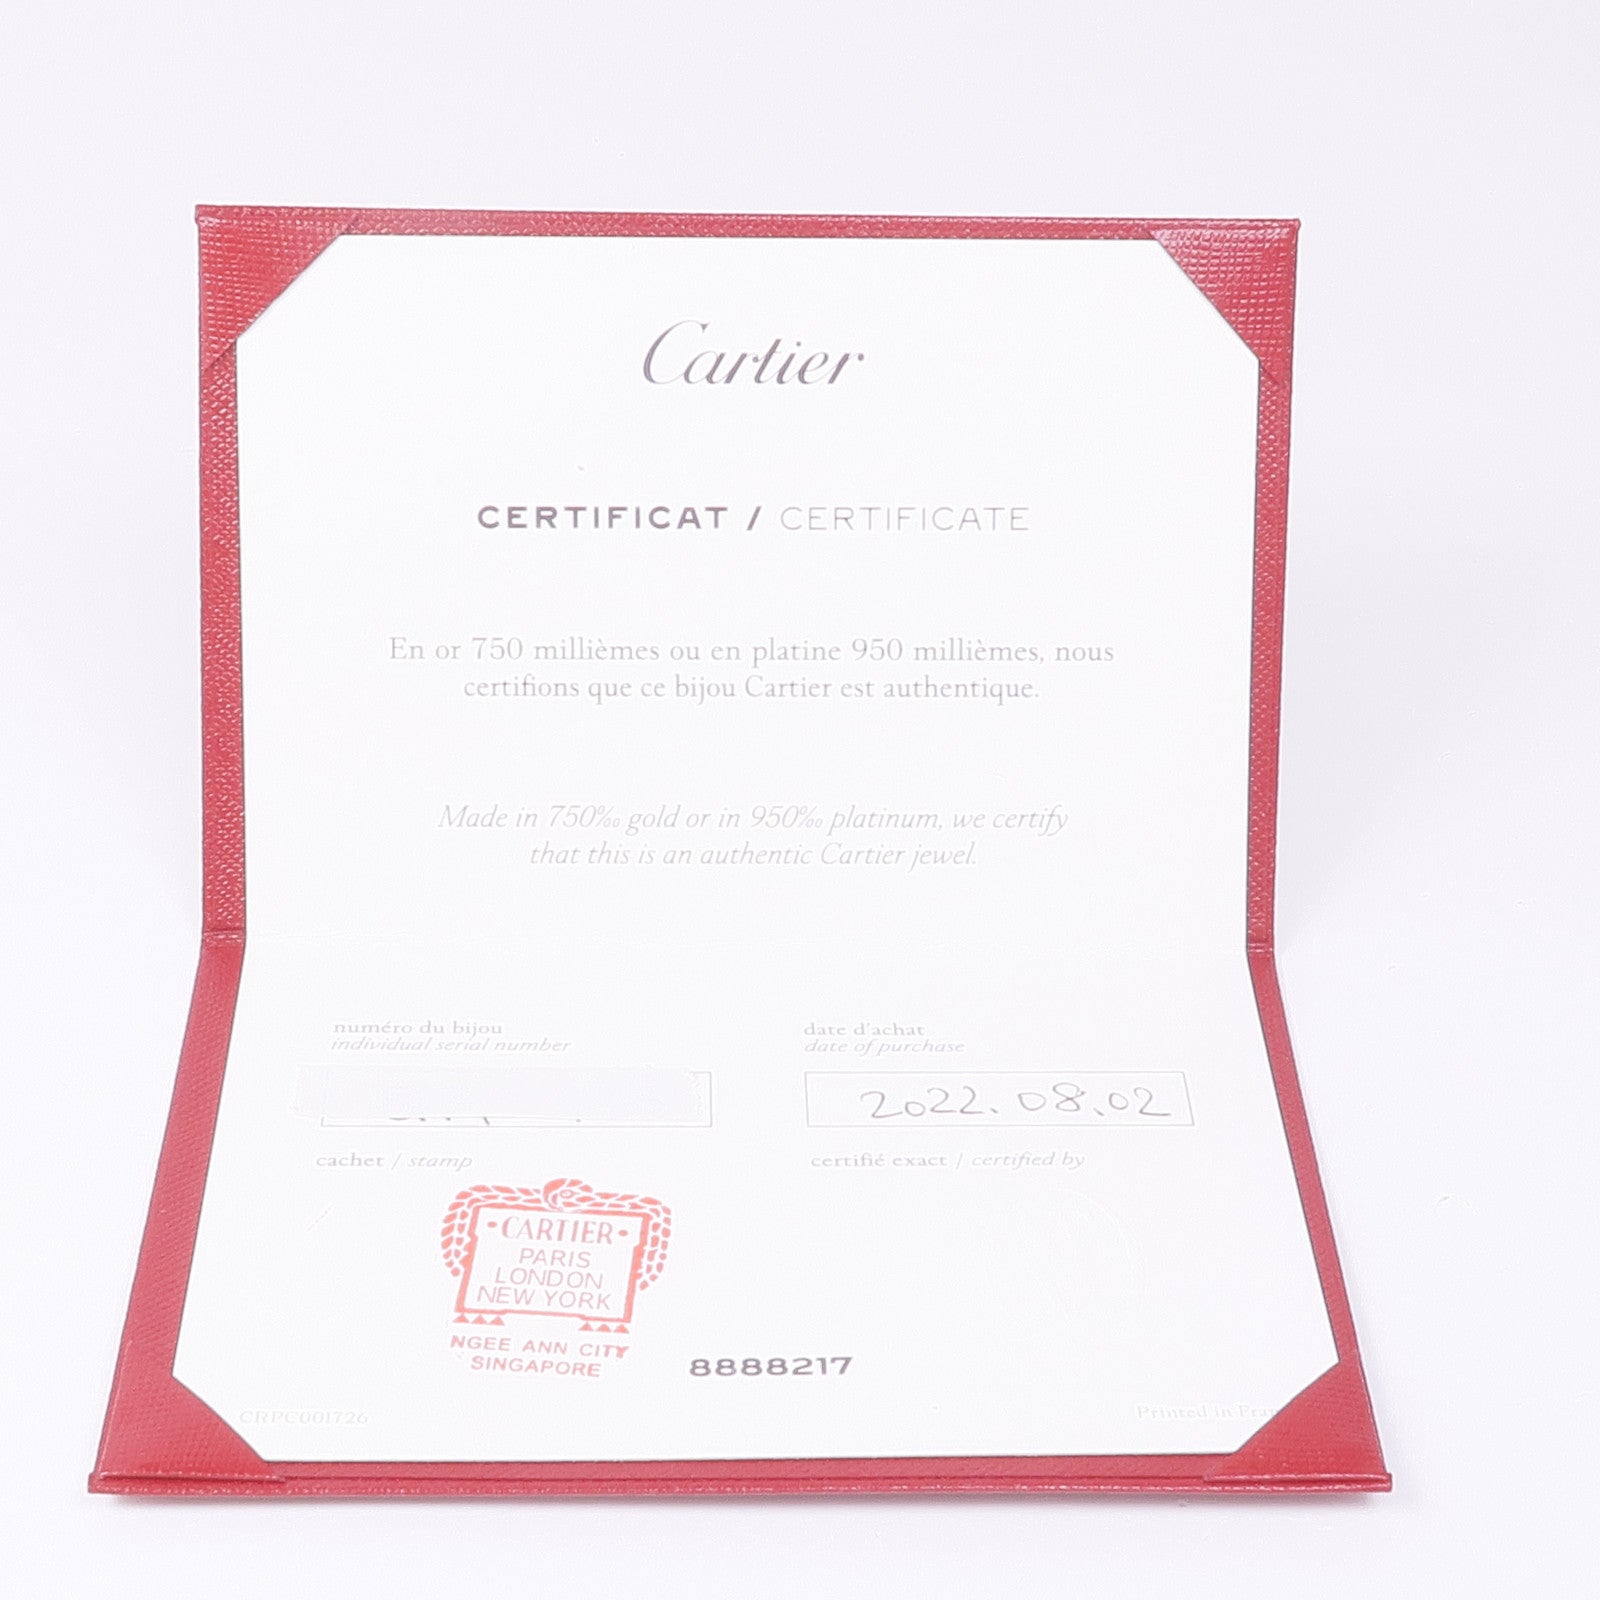 Cartier
CERTIFICAT / CERTIFICATE
En or 750 millièmes ou en platine 950 millièmes, nous
certifions que ce bijou Cartier est authentique.
Made in 750‰ gold or in 950‰ platinum, we certify
that this is an authentic Cartier jewel.
numéro du bijou
individual serial number
date d'achat
date of purchase
2022.08.02
cachet / stamp
certifié exact / certified by
·CARTIER·
PARIS
LONDON
NEW YORK
NGEE ANN CITY
SINGAPORE
8888217
CRPC001726
Printed in Fran